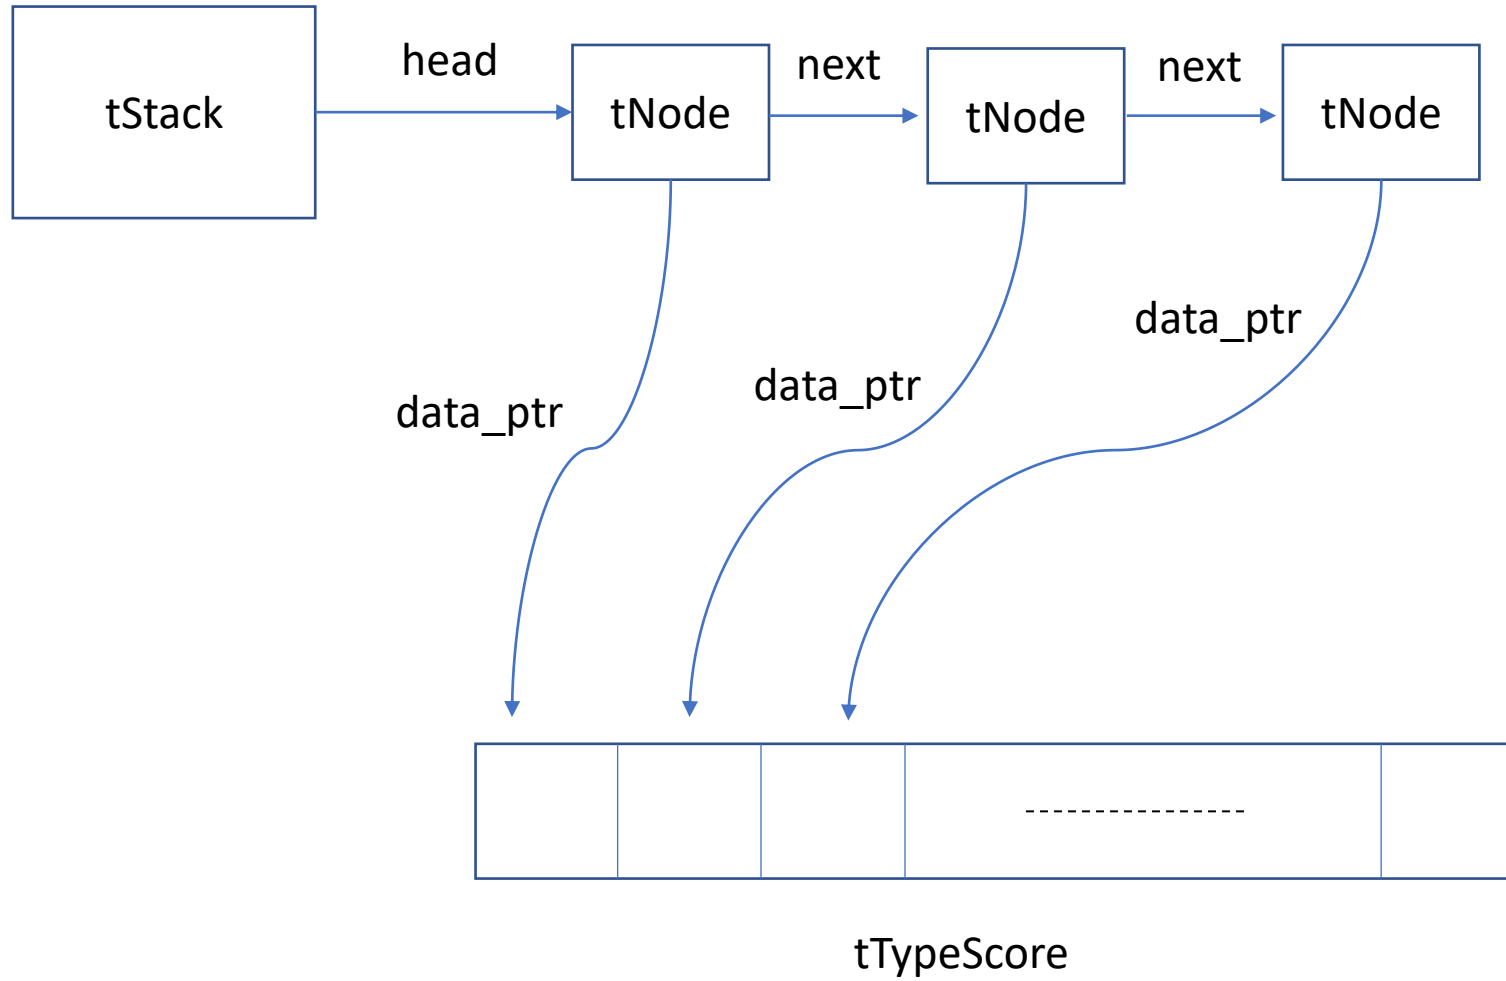 head
next
next
tStack
tNode
tNode
tNode
data_ptr
data_ptr
data_ptr
tTypeScore